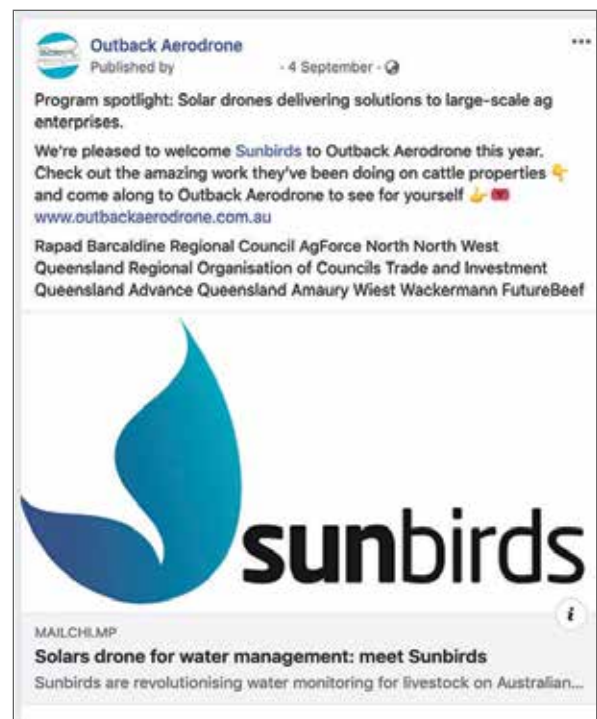 Outback Aerodrone
Published by · 4 September ·
Program spotlight: Solar drones delivering solutions to large-scale ag
enterprises.
We're pleased to welcome Sunbirds to Outback Aerodrone this year.
Check out the amazing work they've been doing on cattle properties 👇
and come along to Outback Aerodrone to see for yourself 👉 🎟
www.outbackaerodrone.com.au
Rapad Barcaldine Regional Council AgForce North North West
Queensland Regional Organisation of Councils Trade and Investment
Queensland Advance Queensland Amaury Wiest Wackermann FutureBeef
sunbirds
i
MAILCHI.MP
Solars drone for water management: meet Sunbirds
Sunbirds are revolutionising water monitoring for livestock on Australian...